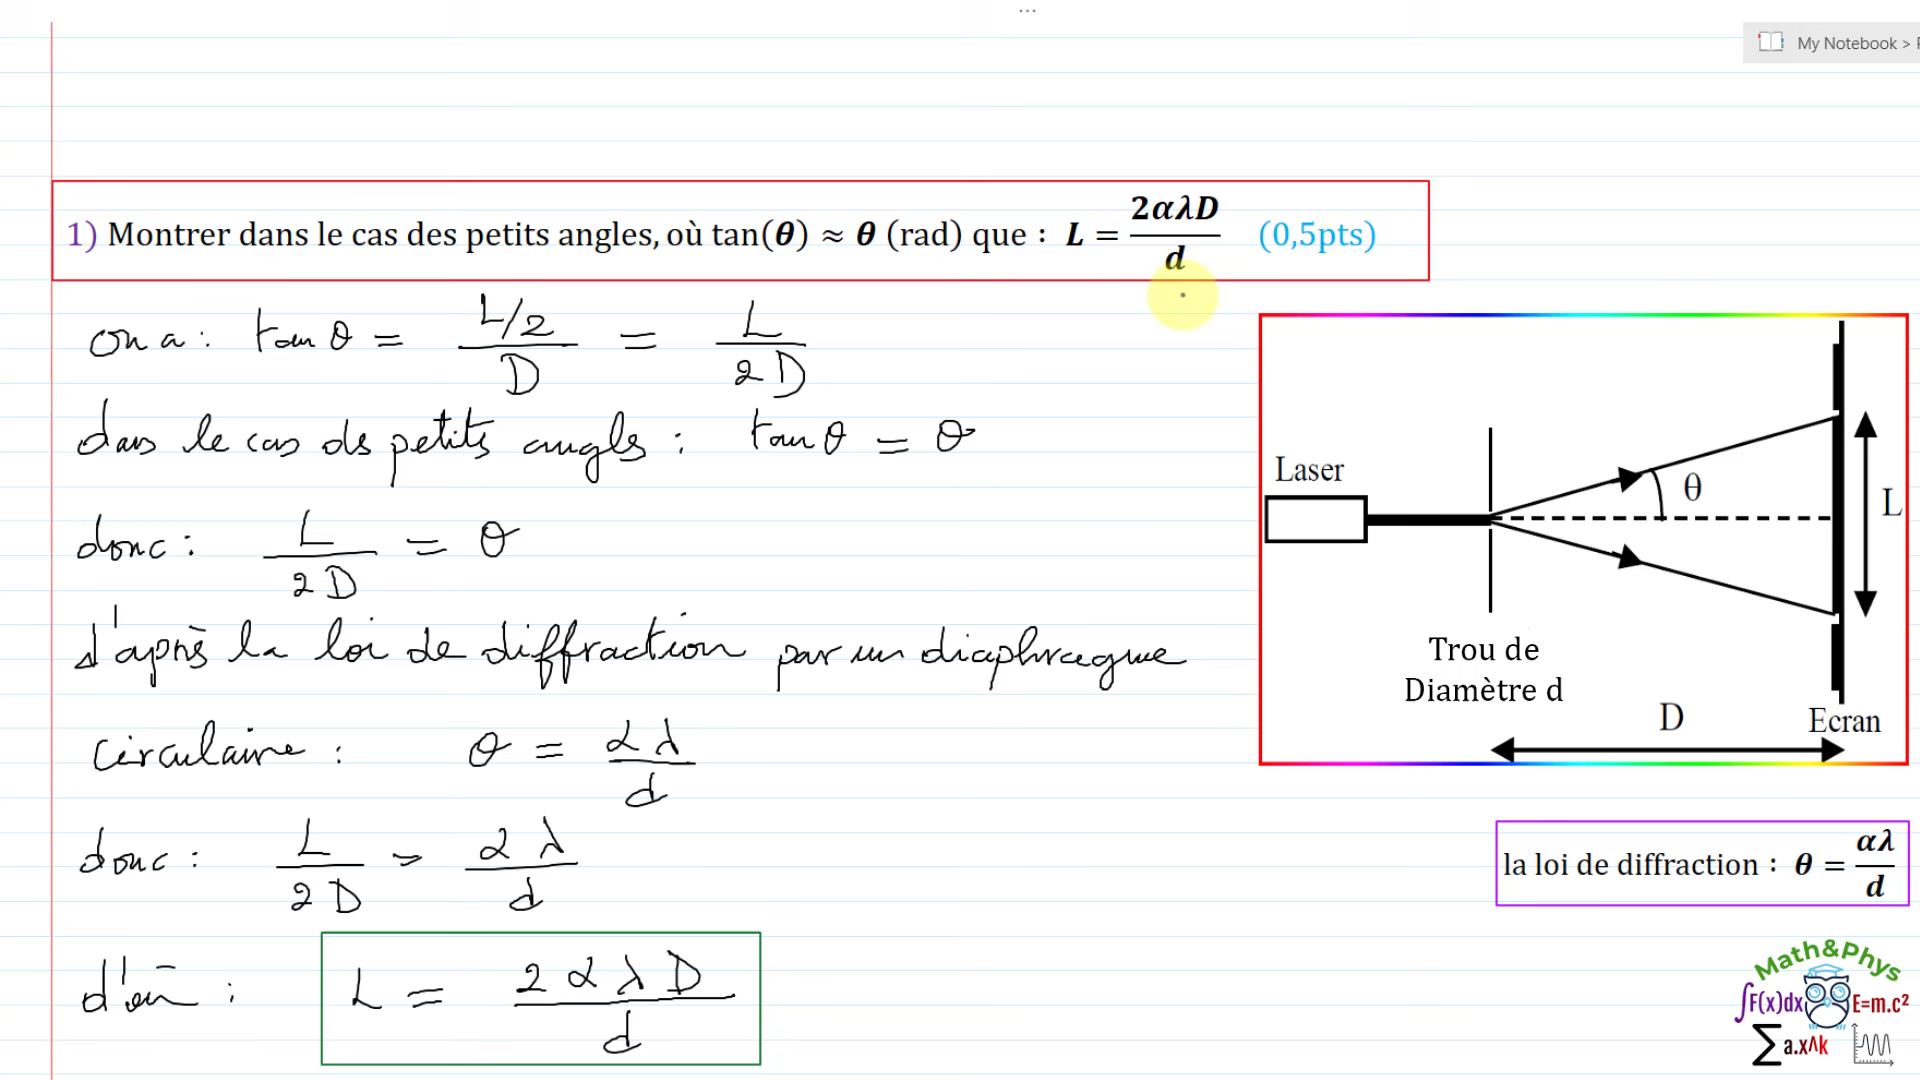 ...
My Notebook > P
1) Montrer dans le cas des petits angles, où tan(θ) ≈ θ (rad) que : L = 2αλD / d (0,5pts)
on a : tan θ = L/2 / D = L / 2D
dans le cas des petits angles : tan θ = θ
donc : L / 2D = θ
d'après la loi de diffraction par un diaphragme
circulaire : θ = αλ / d
donc : L / 2D = αλ / d
d'où : L = 2αλD / d
Laser
θ
L
Trou de
Diamètre d
D
Ecran
la loi de diffraction : θ = αλ / d
Math&Phys
∫F(x)dx E=m.c²
∑ a.x^k